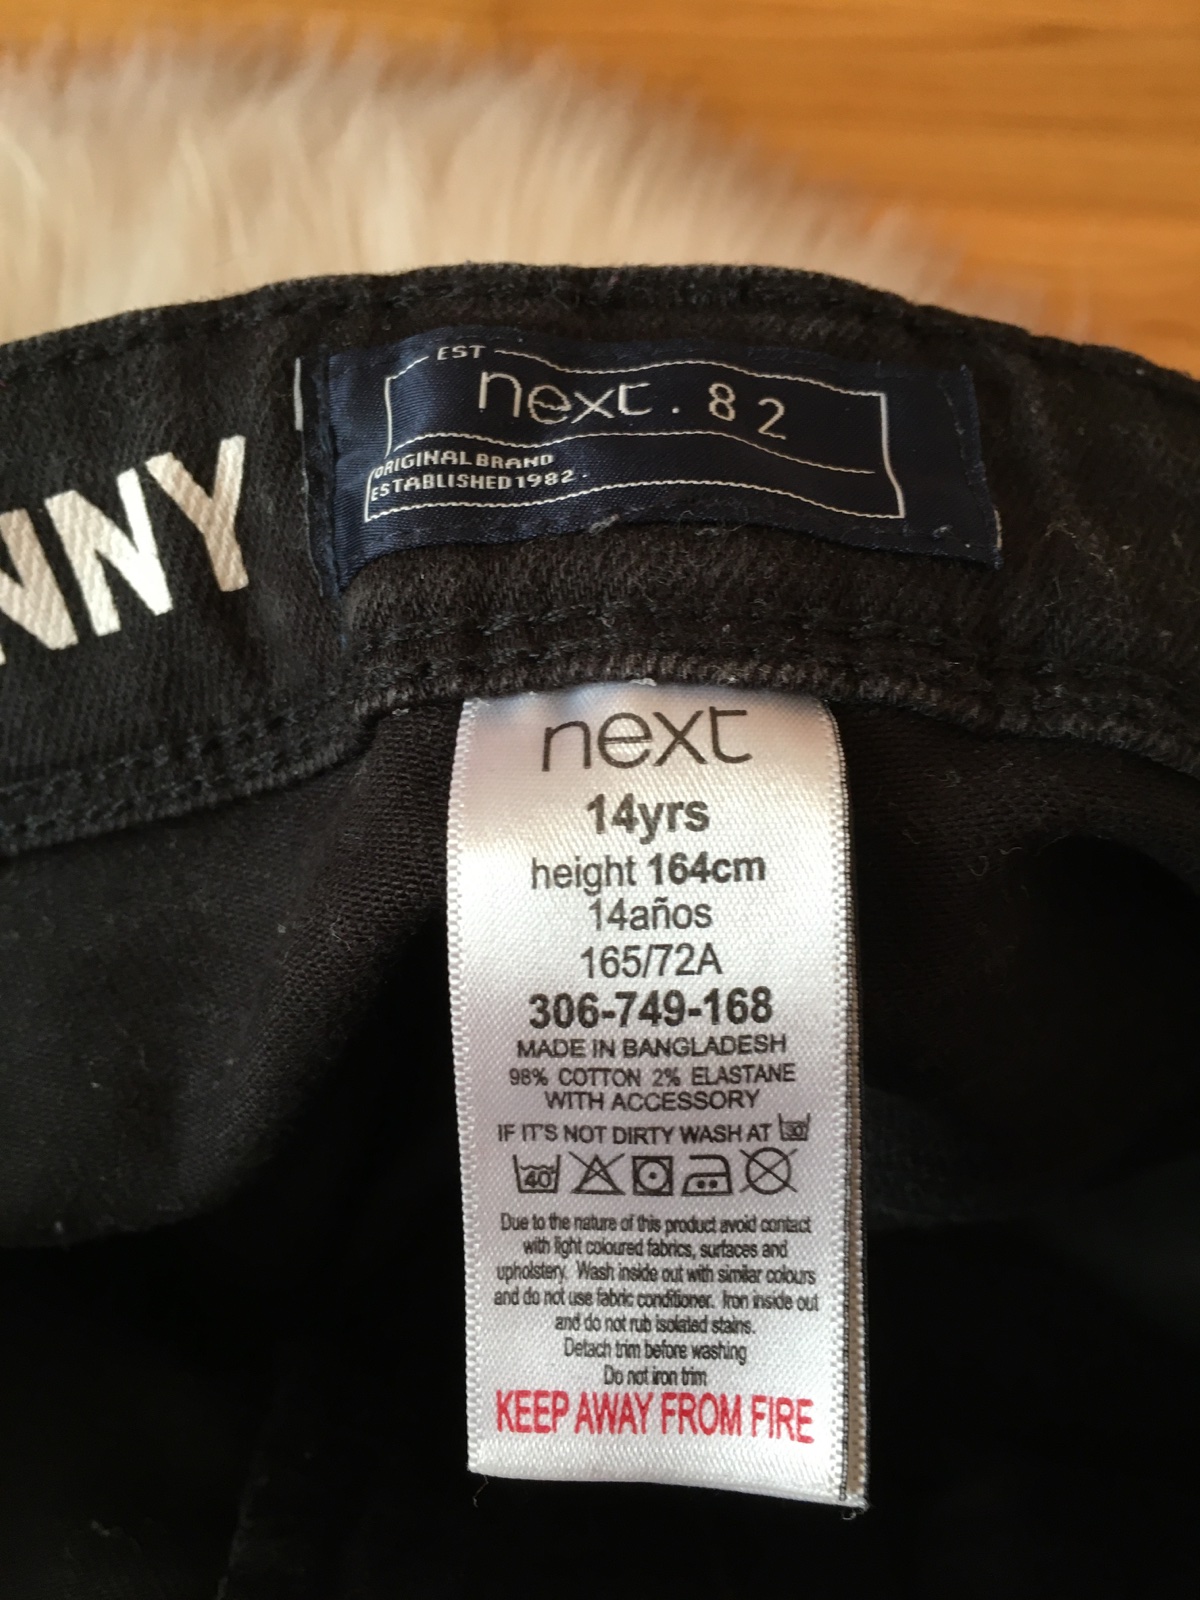 EST
next. 82
ORIGINAL BRAND
ESTABLISHED 1982
NNY
next
14yrs
height 164cm
14años
165/72A
306-749-168
MADE IN BANGLADESH
98% COTTON 2% ELASTANE
WITH ACCESSORY
IF IT'S NOT DIRTY WASH AT 30
40
Due to the nature of this product avoid contact
with light coloured fabrics, surfaces and
upholstery. Wash inside out with similar colours
and do not use fabric conditioner. Iron inside out
and do not rub isolated stains.
Detach trim before washing
Do not iron trim
KEEP AWAY FROM FIRE